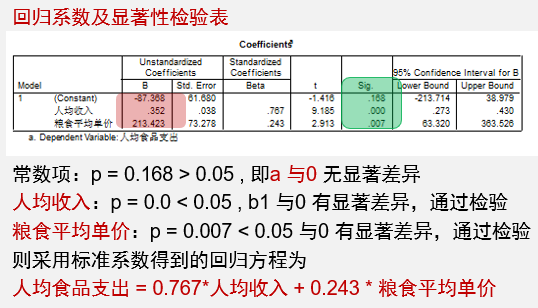 回归系数及显著性检验表
Coefficientsª
Unstandardized Coefficients Standardized Coefficients 95% Confidence Interval for B
Model B Std. Error Beta t Sig. Lower Bound Upper Bound
1 (Constant) -87.368 61.680 -1.416 .168 -213.714 38.979
人均收入 .352 .038 .767 9.185 .000 .273 .430
粮食平均单价 213.423 73.278 .243 2.913 .007 63.320 363.526
a. Dependent Variable: 人均食品支出
常数项：p = 0.168 > 0.05 , 即a 与0 无显著差异
人均收入：p = 0.0 < 0.05 , b1 与0 有显著差异，通过检验
粮食平均单价：p = 0.007 < 0.05 与0 有显著差异，通过检验
则采用标准系数得到的回归方程为
人均食品支出 = 0.767*人均收入 + 0.243 * 粮食平均单价